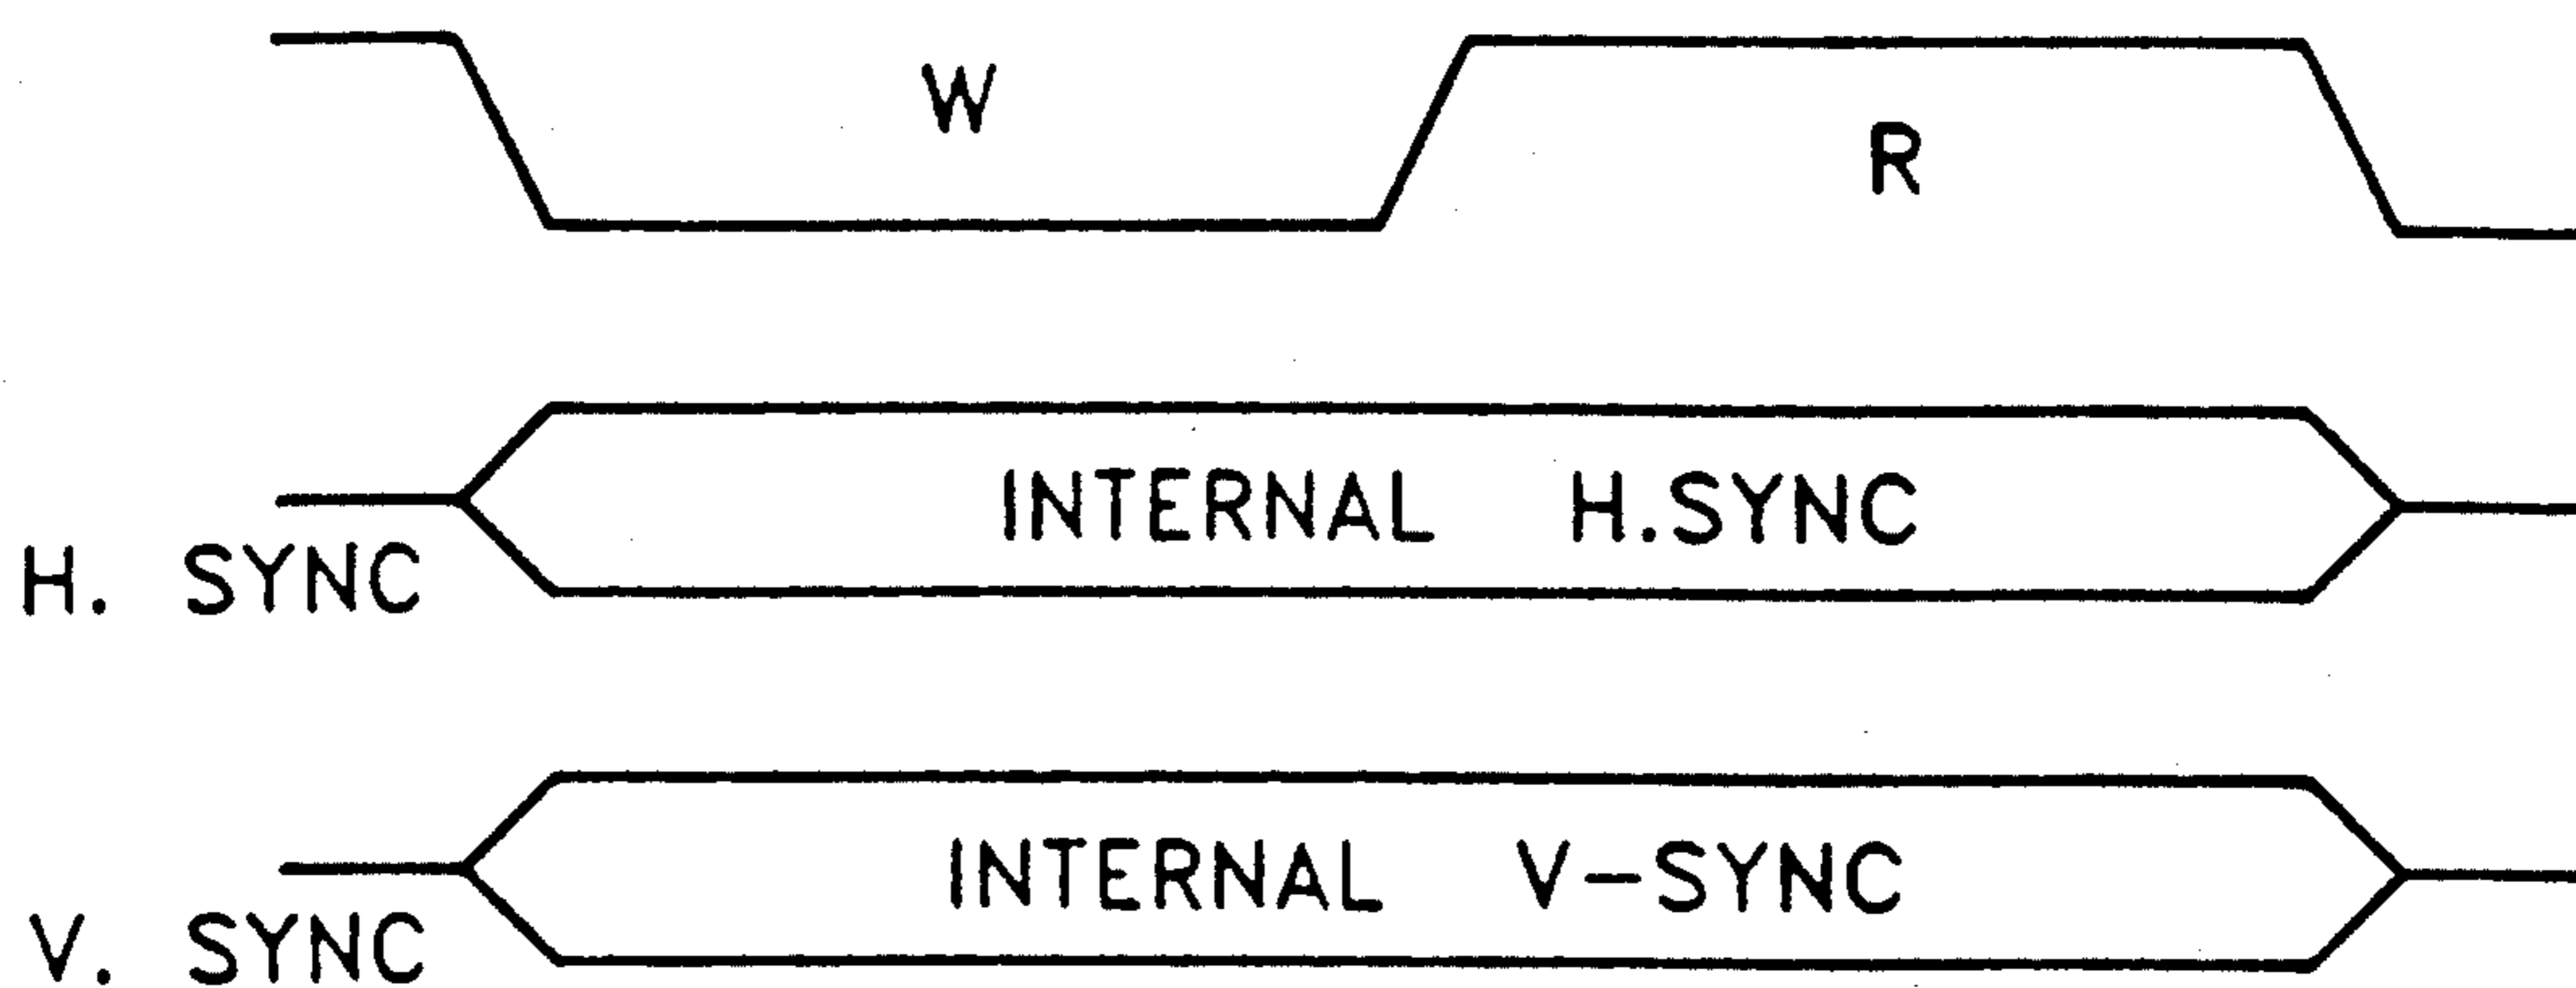 W
R
INTERNAL H.SYNC
H. SYNC
INTERNAL V-SYNC
V. SYNC